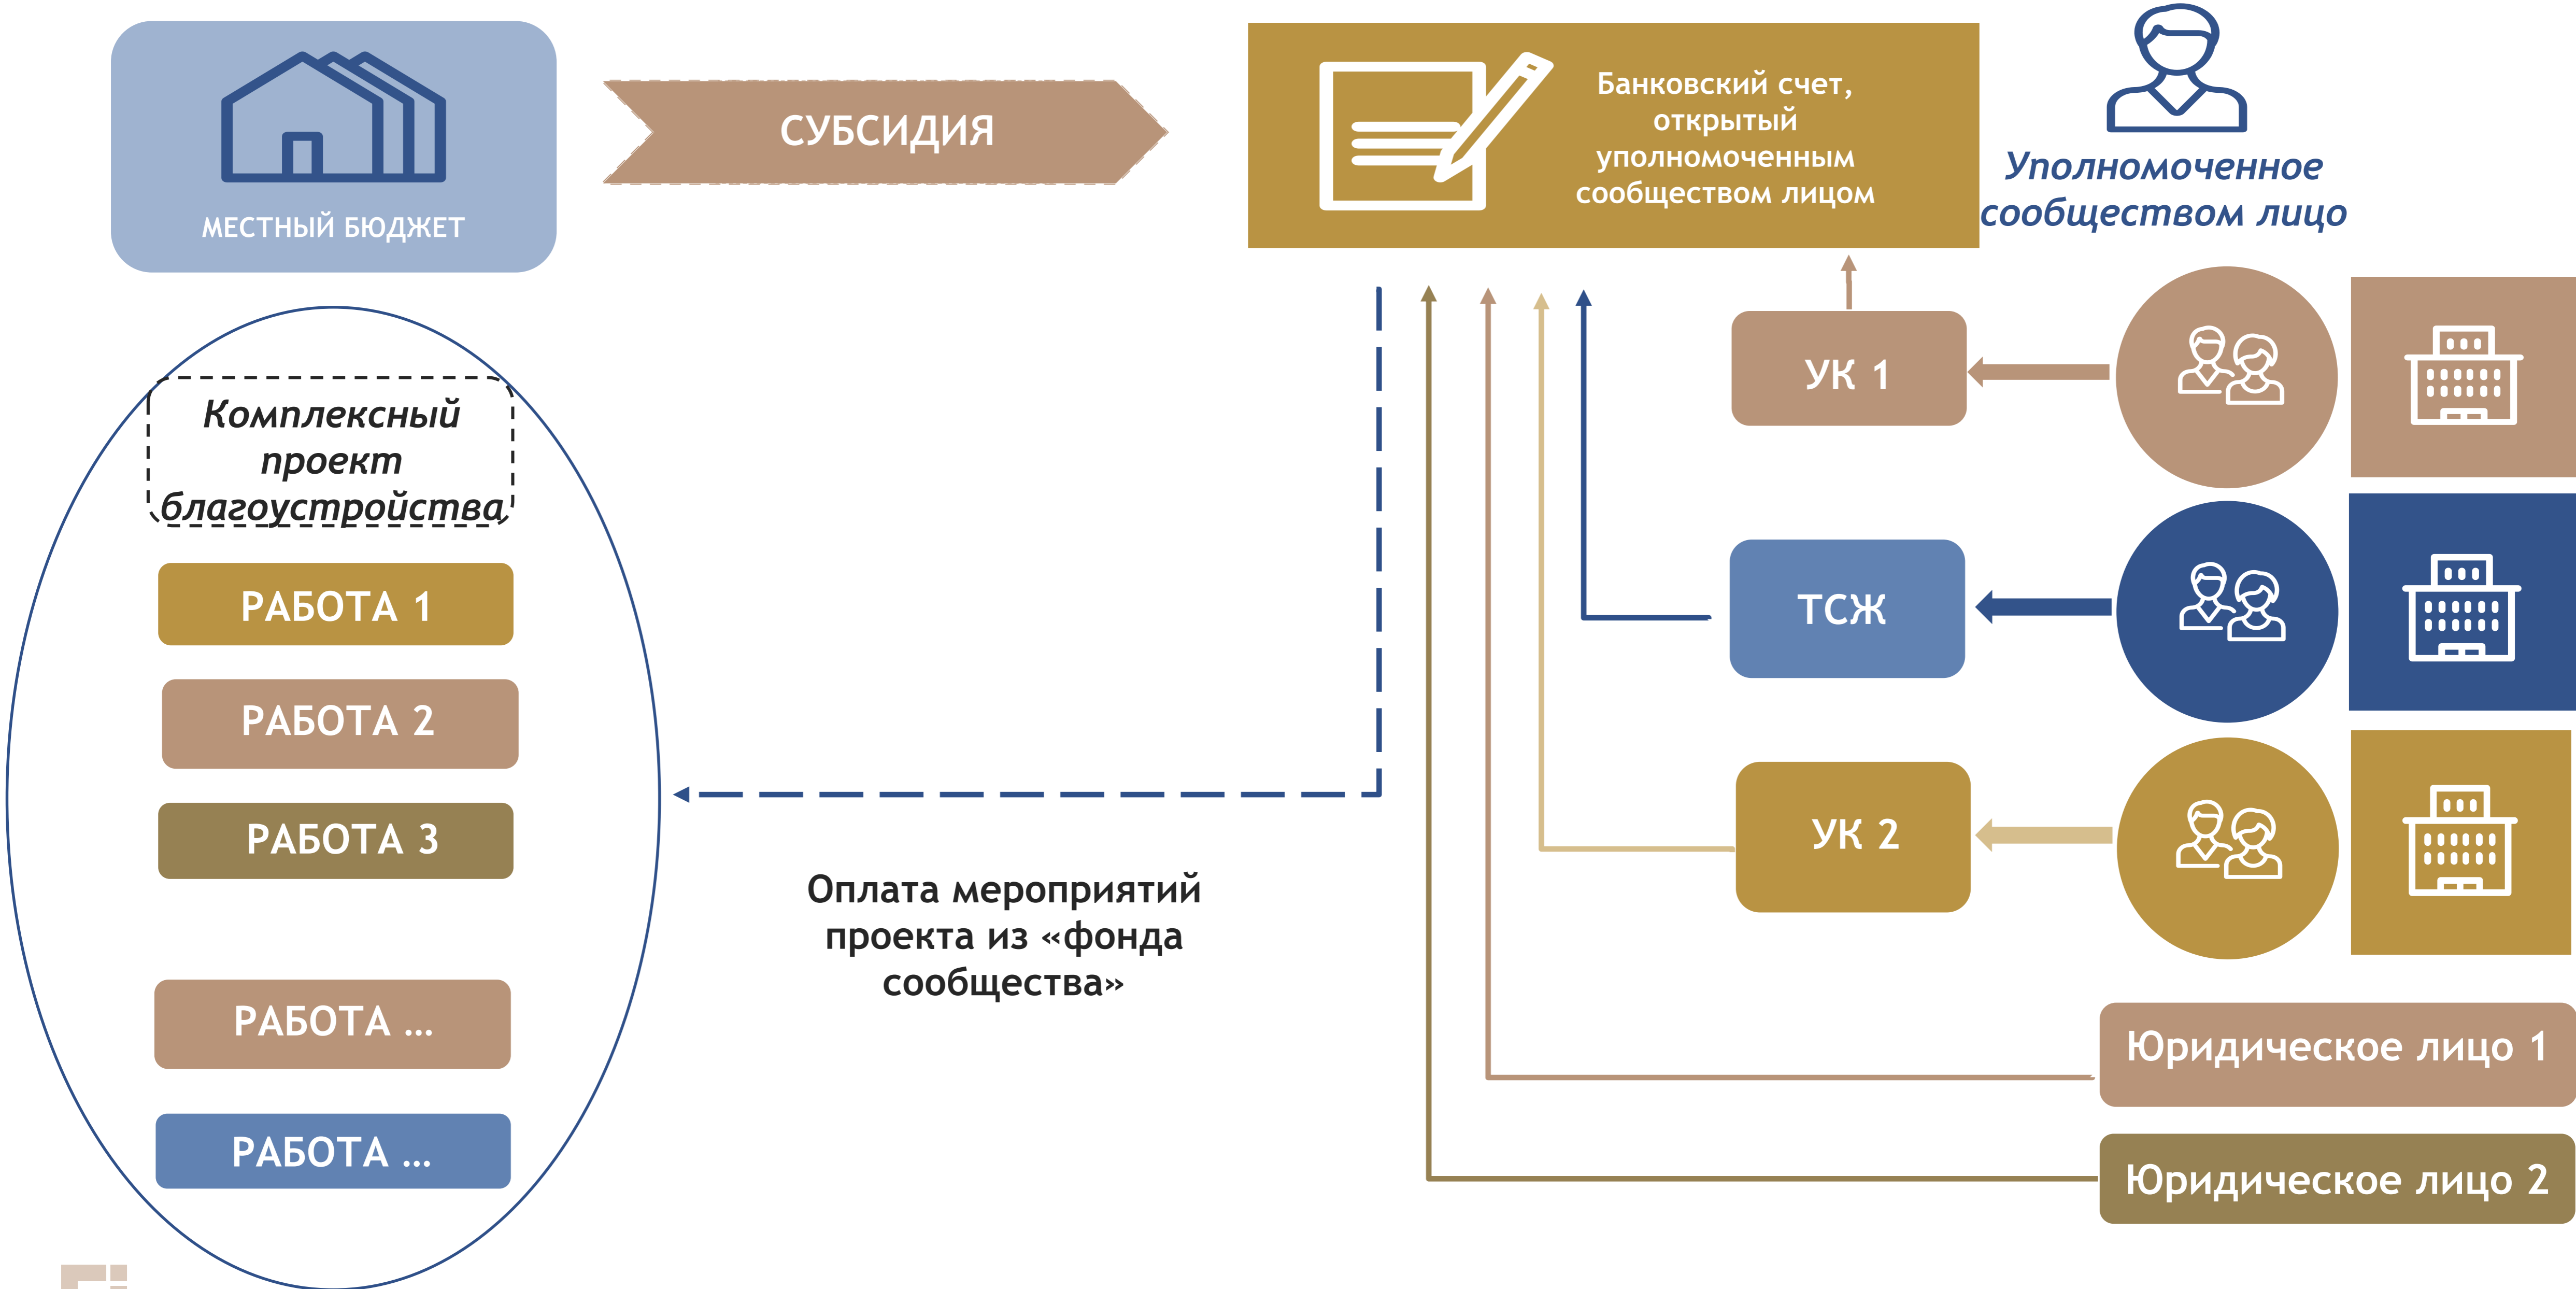 МЕСТНЫЙ БЮДЖЕТ
СУБСИДИЯ
Банковский счет,
открытый
уполномоченным
сообществом лицом
Уполномоченное
сообществом лицо
Комплексный
проект
благоустройства
РАБОТА 1
РАБОТА 2
РАБОТА 3
РАБОТА ...
РАБОТА ...
Оплата мероприятий
проекта из «фонда
сообщества»
УК 1
ТСЖ
УК 2
Юридическое лицо 1
Юридическое лицо 2